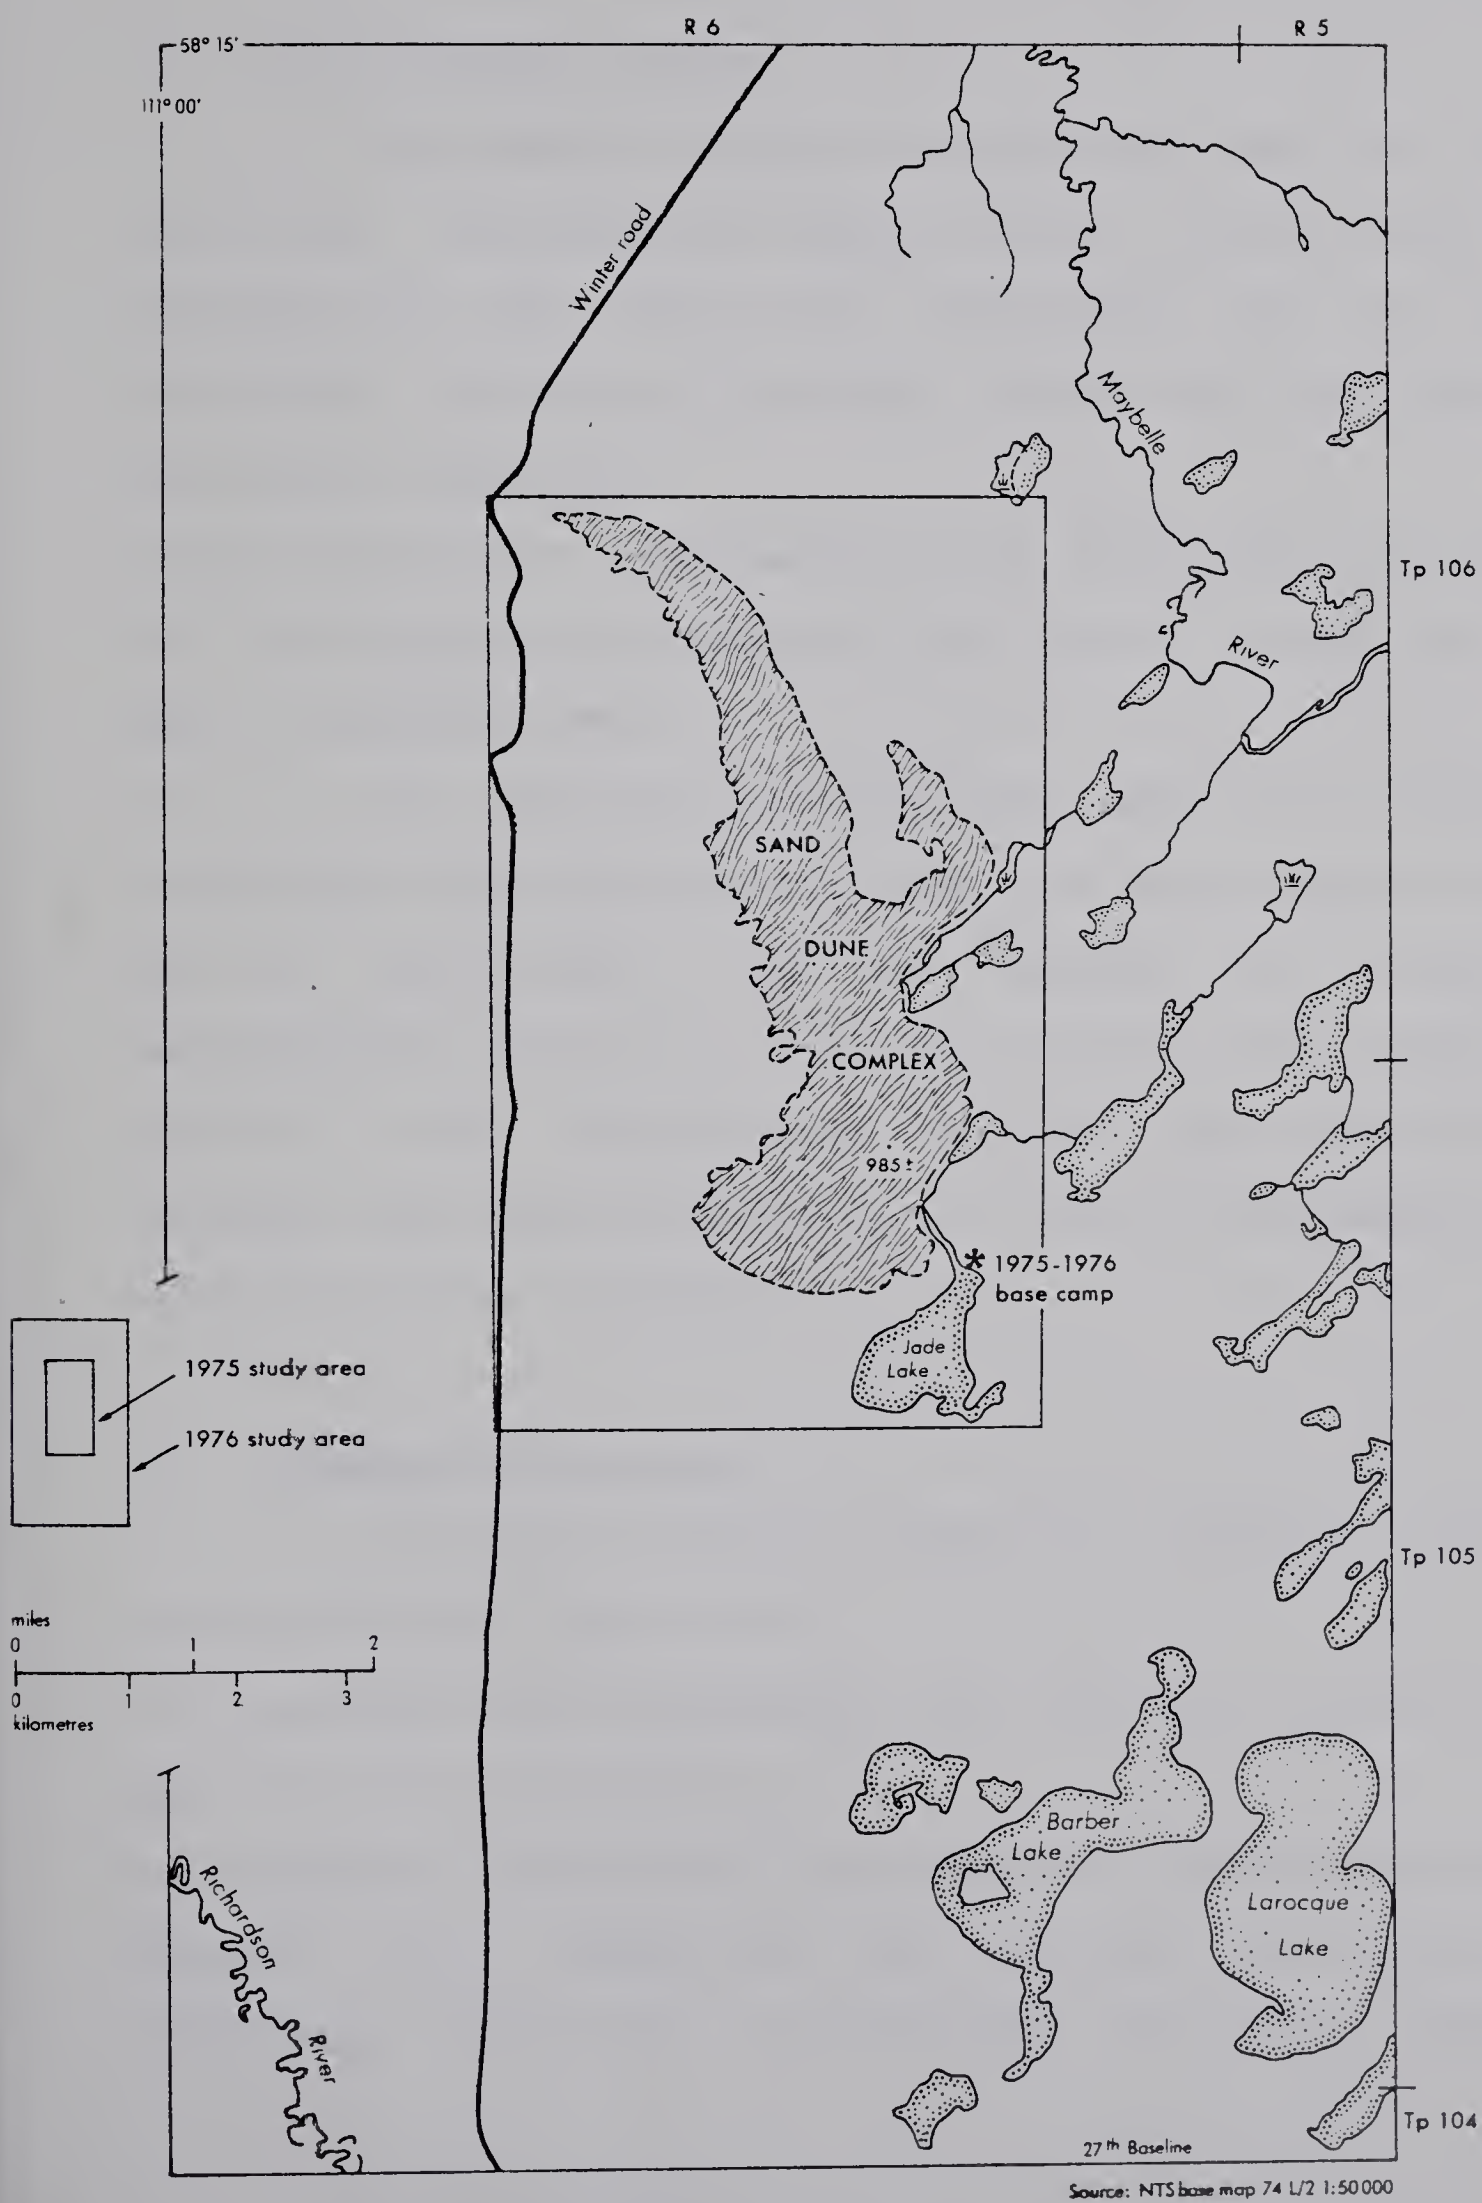 R 6
R 5
58° 15'
111° 00'
Winter road
Maybelle
Tp 106
River
SAND
DUNE
COMPLEX
985±
1975-1976
base camp
Jade
Lake
1975 study area
1976 study area
Tp 105
miles
0 1 2
0 1 2 3
kilometres
Barber
Lake
Richardson
River
Larocque
Lake
Tp 104
27th Baseline
Source: NTS base map 74 L/2 1:50000